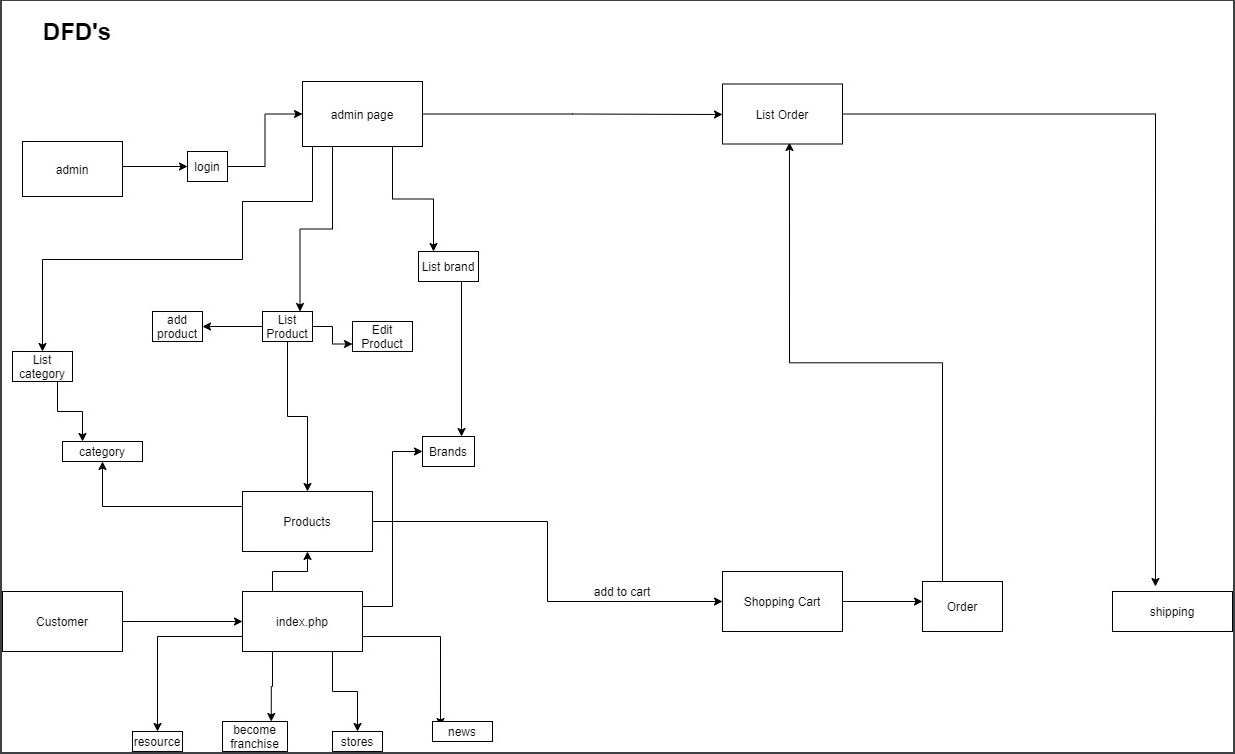 DFD's
admin page
List Order
admin
login
List brand
add
product
List
Product
Edit
Product
List
category
category
Brands
Products
add to cart
Shopping Cart
Order
shipping
Customer
index.php
resource
become
franchise
stores
news